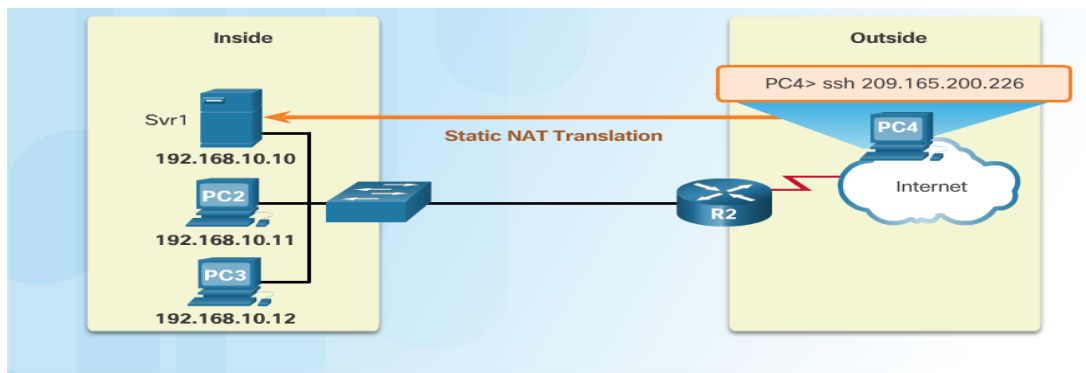 Inside
Outside
PC4> ssh 209.165.200.226
Svr1
PC4
Static NAT Translation
192.168.10.10
PC2
Internet
R2
192.168.10.11
PC3
192.168.10.12